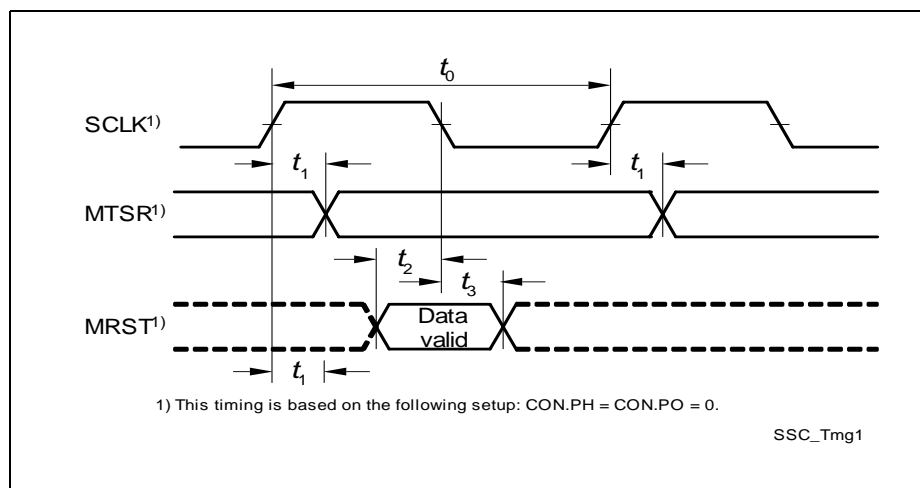 t0
SCLK1)
t1
t1
MTSR1)
t2
t3
MRST1)
Data
valid
t1
1) This timing is based on the following setup: CON.PH = CON.PO = 0.
SSC_Tmg1